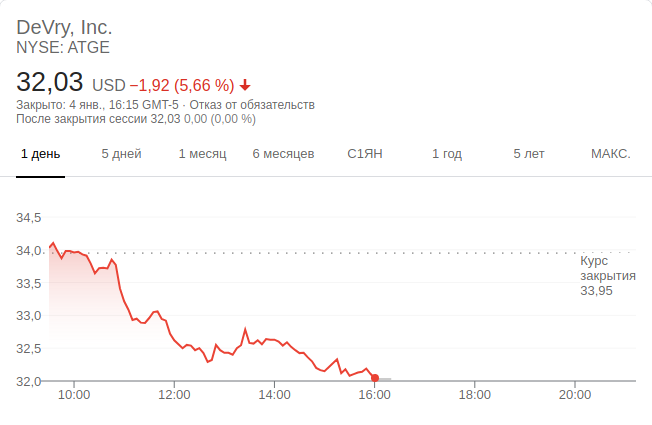 DeVry, Inc.
NYSE: ATGE
32,03 USD −1,92 (5,66 %)
Закрыто: 4 янв., 16:15 GMT-5 · Отказ от обязательств
После закрытия сессии 32,03 0,00 (0,00 %)
1 день 5 дней 1 месяц 6 месяцев С1ЯН 1 год 5 лет МАКС.
34,5
34,0
Курс
закрытия
33,5
33,95
33,0
32,5
32,0
10:00 12:00 14:00 16:00 18:00 20:00